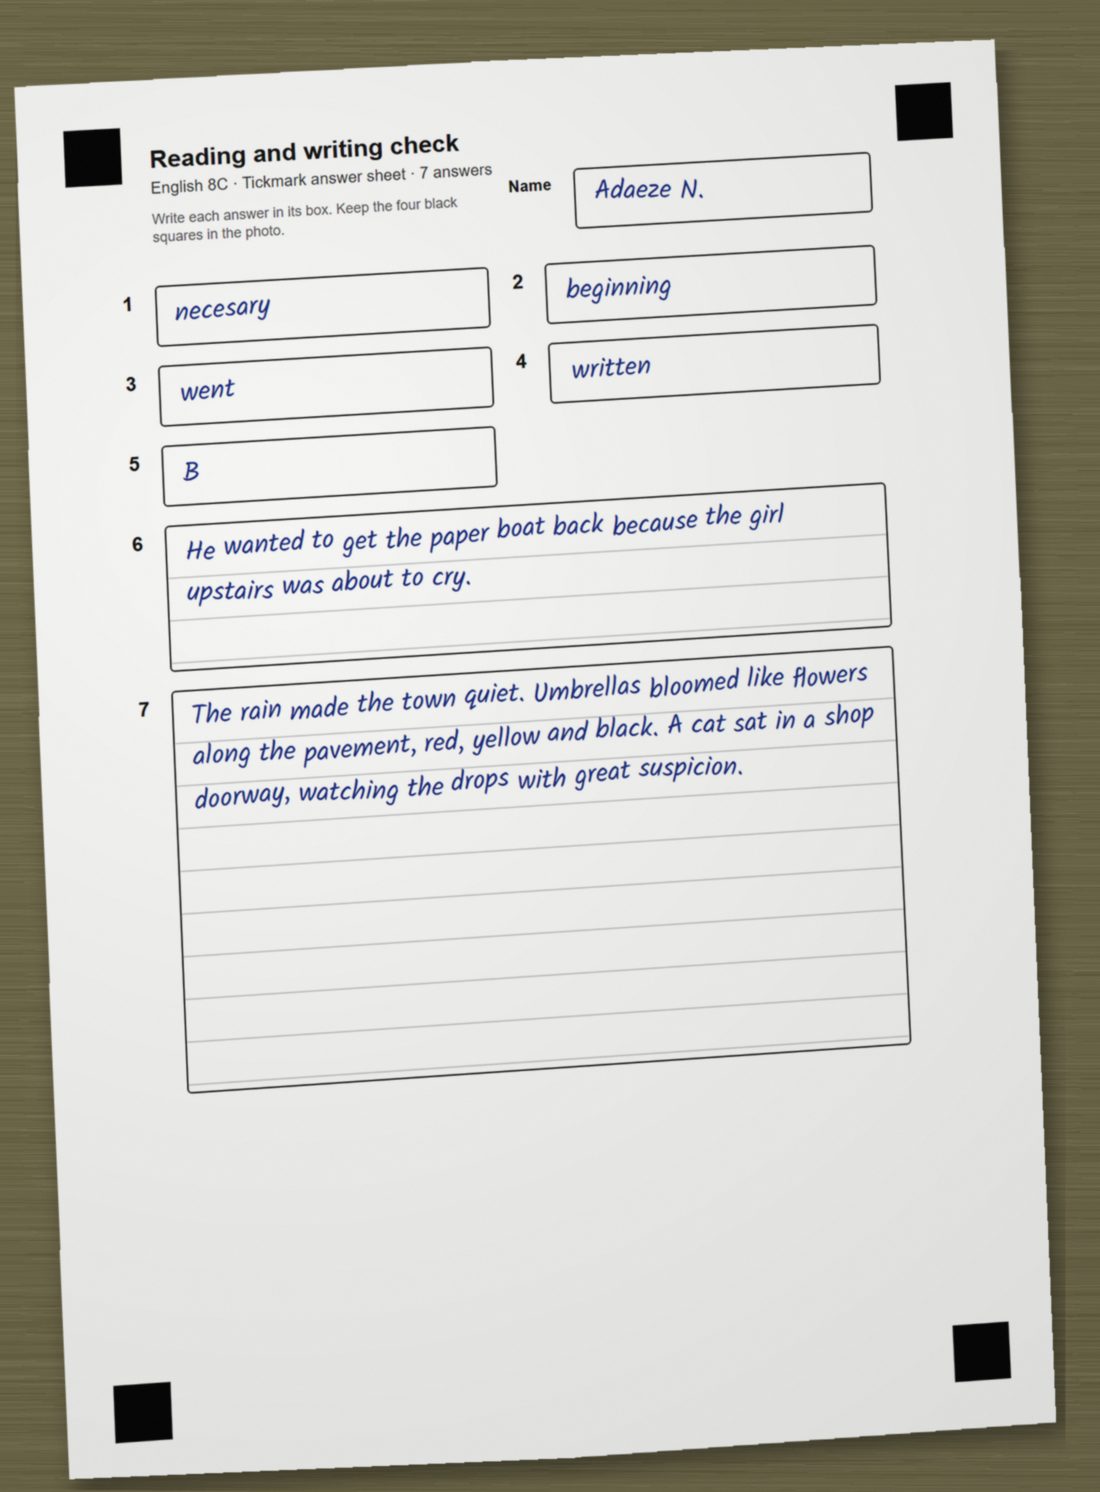 Reading and writing check
English 8C · Tickmark answer sheet · 7 answers
Write each answer in its box. Keep the four black
squares in the photo.
Name
Adaeze N.
1
necesary
2
beginning
3
went
4
written
5
B
6
He wanted to get the paper boat back because the girl
upstairs was about to cry.
7
The rain made the town quiet. Umbrellas bloomed like flowers
along the pavement, red, yellow and black. A cat sat in a shop
doorway, watching the drops with great suspicion.